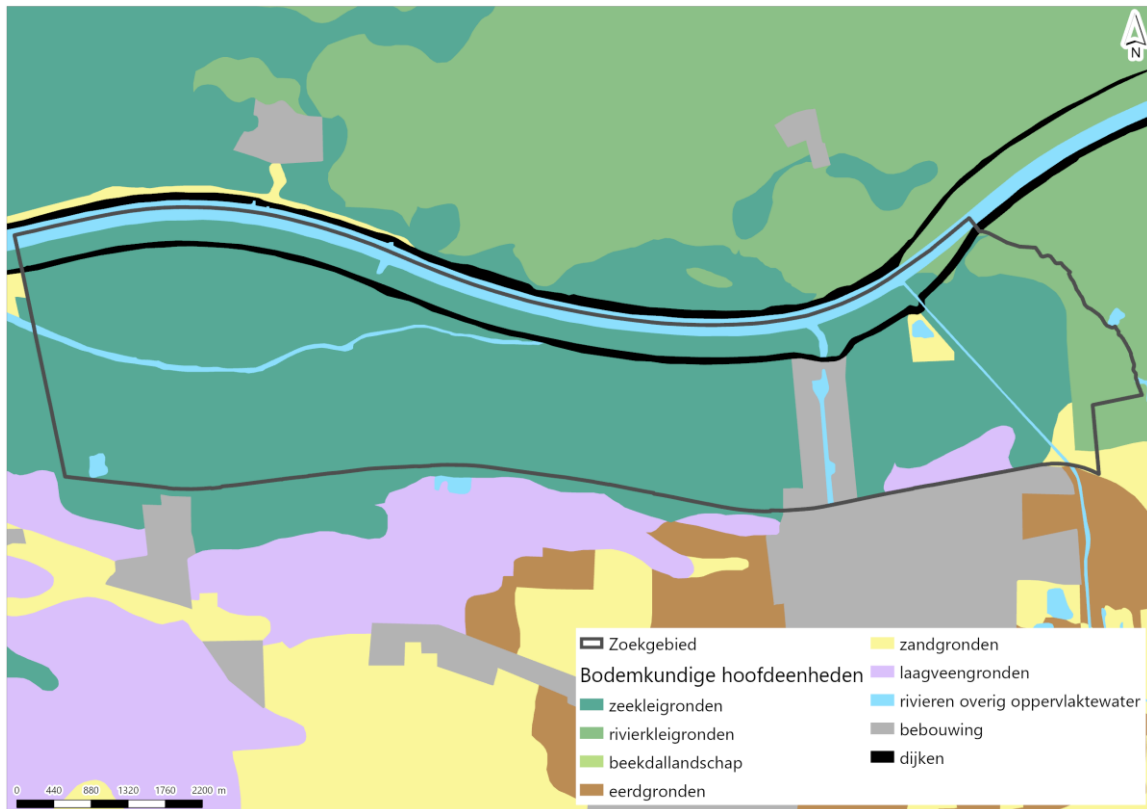 N
Zoekgebied
Bodemkundige hoofdeenheden
zeekleigronden
rivierkleigronden
beekdallandschap
eerdgronden
zandgronden
laagveengronden
rivieren overig oppervlaktewater
bebouwing
dijken
0 440 880 1320 1760 2200 m